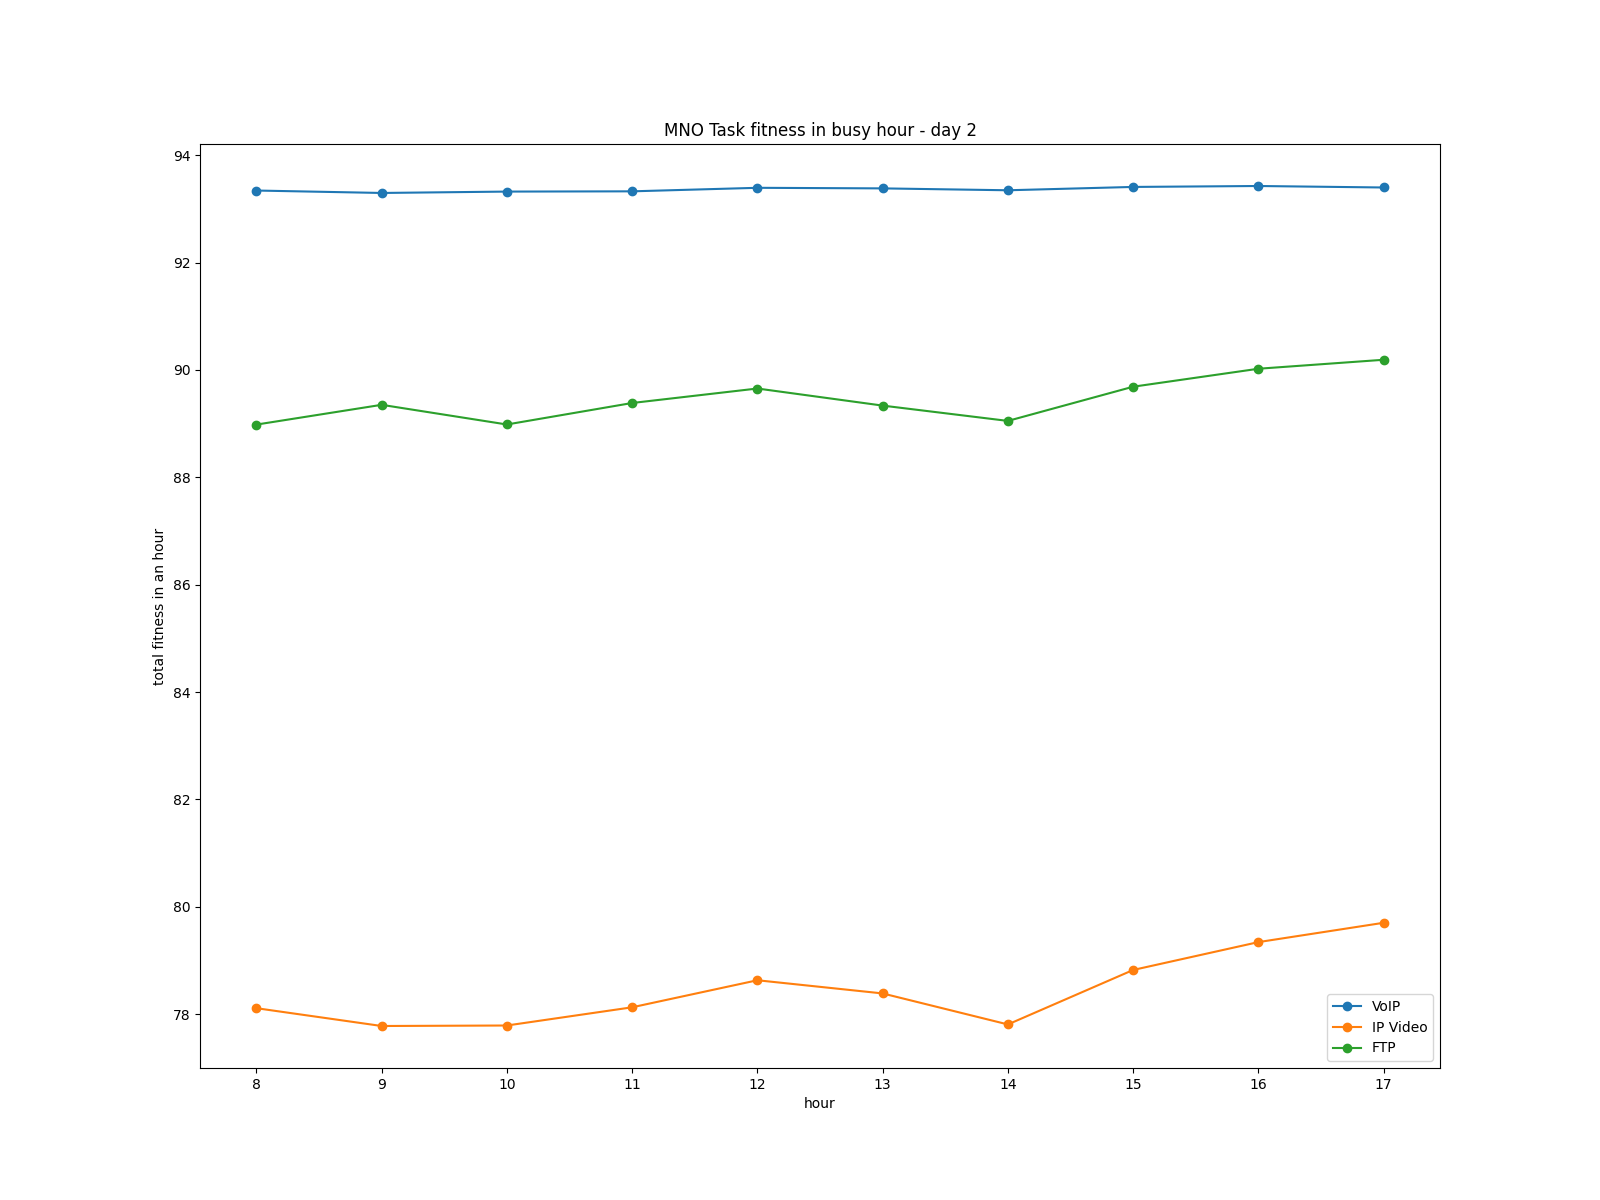 MNO Task fitness in busy hour - day 2
94
92
90
88
86
84
82
80
78
total fitness in an hour
8 9 10 11 12 13 14 15 16 17
hour
VoIP
IP Video
FTP